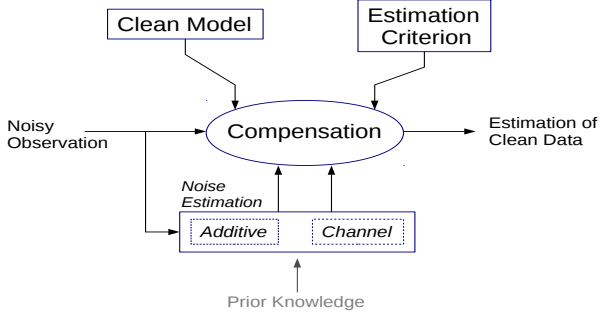 Clean Model
Estimation
Criterion
Noisy
Observation
Compensation
Estimation of
Clean Data
Noise
Estimation
Additive
Channel
Prior Knowledge